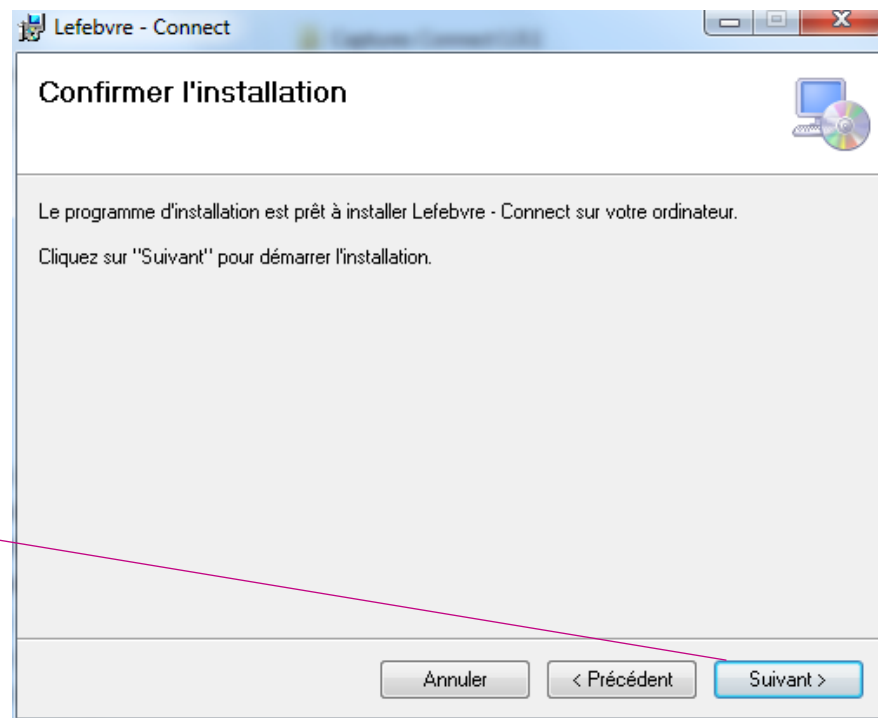 Lefebvre - Connect
Confirmer l'installation
Le programme d'installation est prêt à installer Lefebvre - Connect sur votre ordinateur.
Cliquez sur "Suivant" pour démarrer l'installation.
Annuler
< Précédent
Suivant >